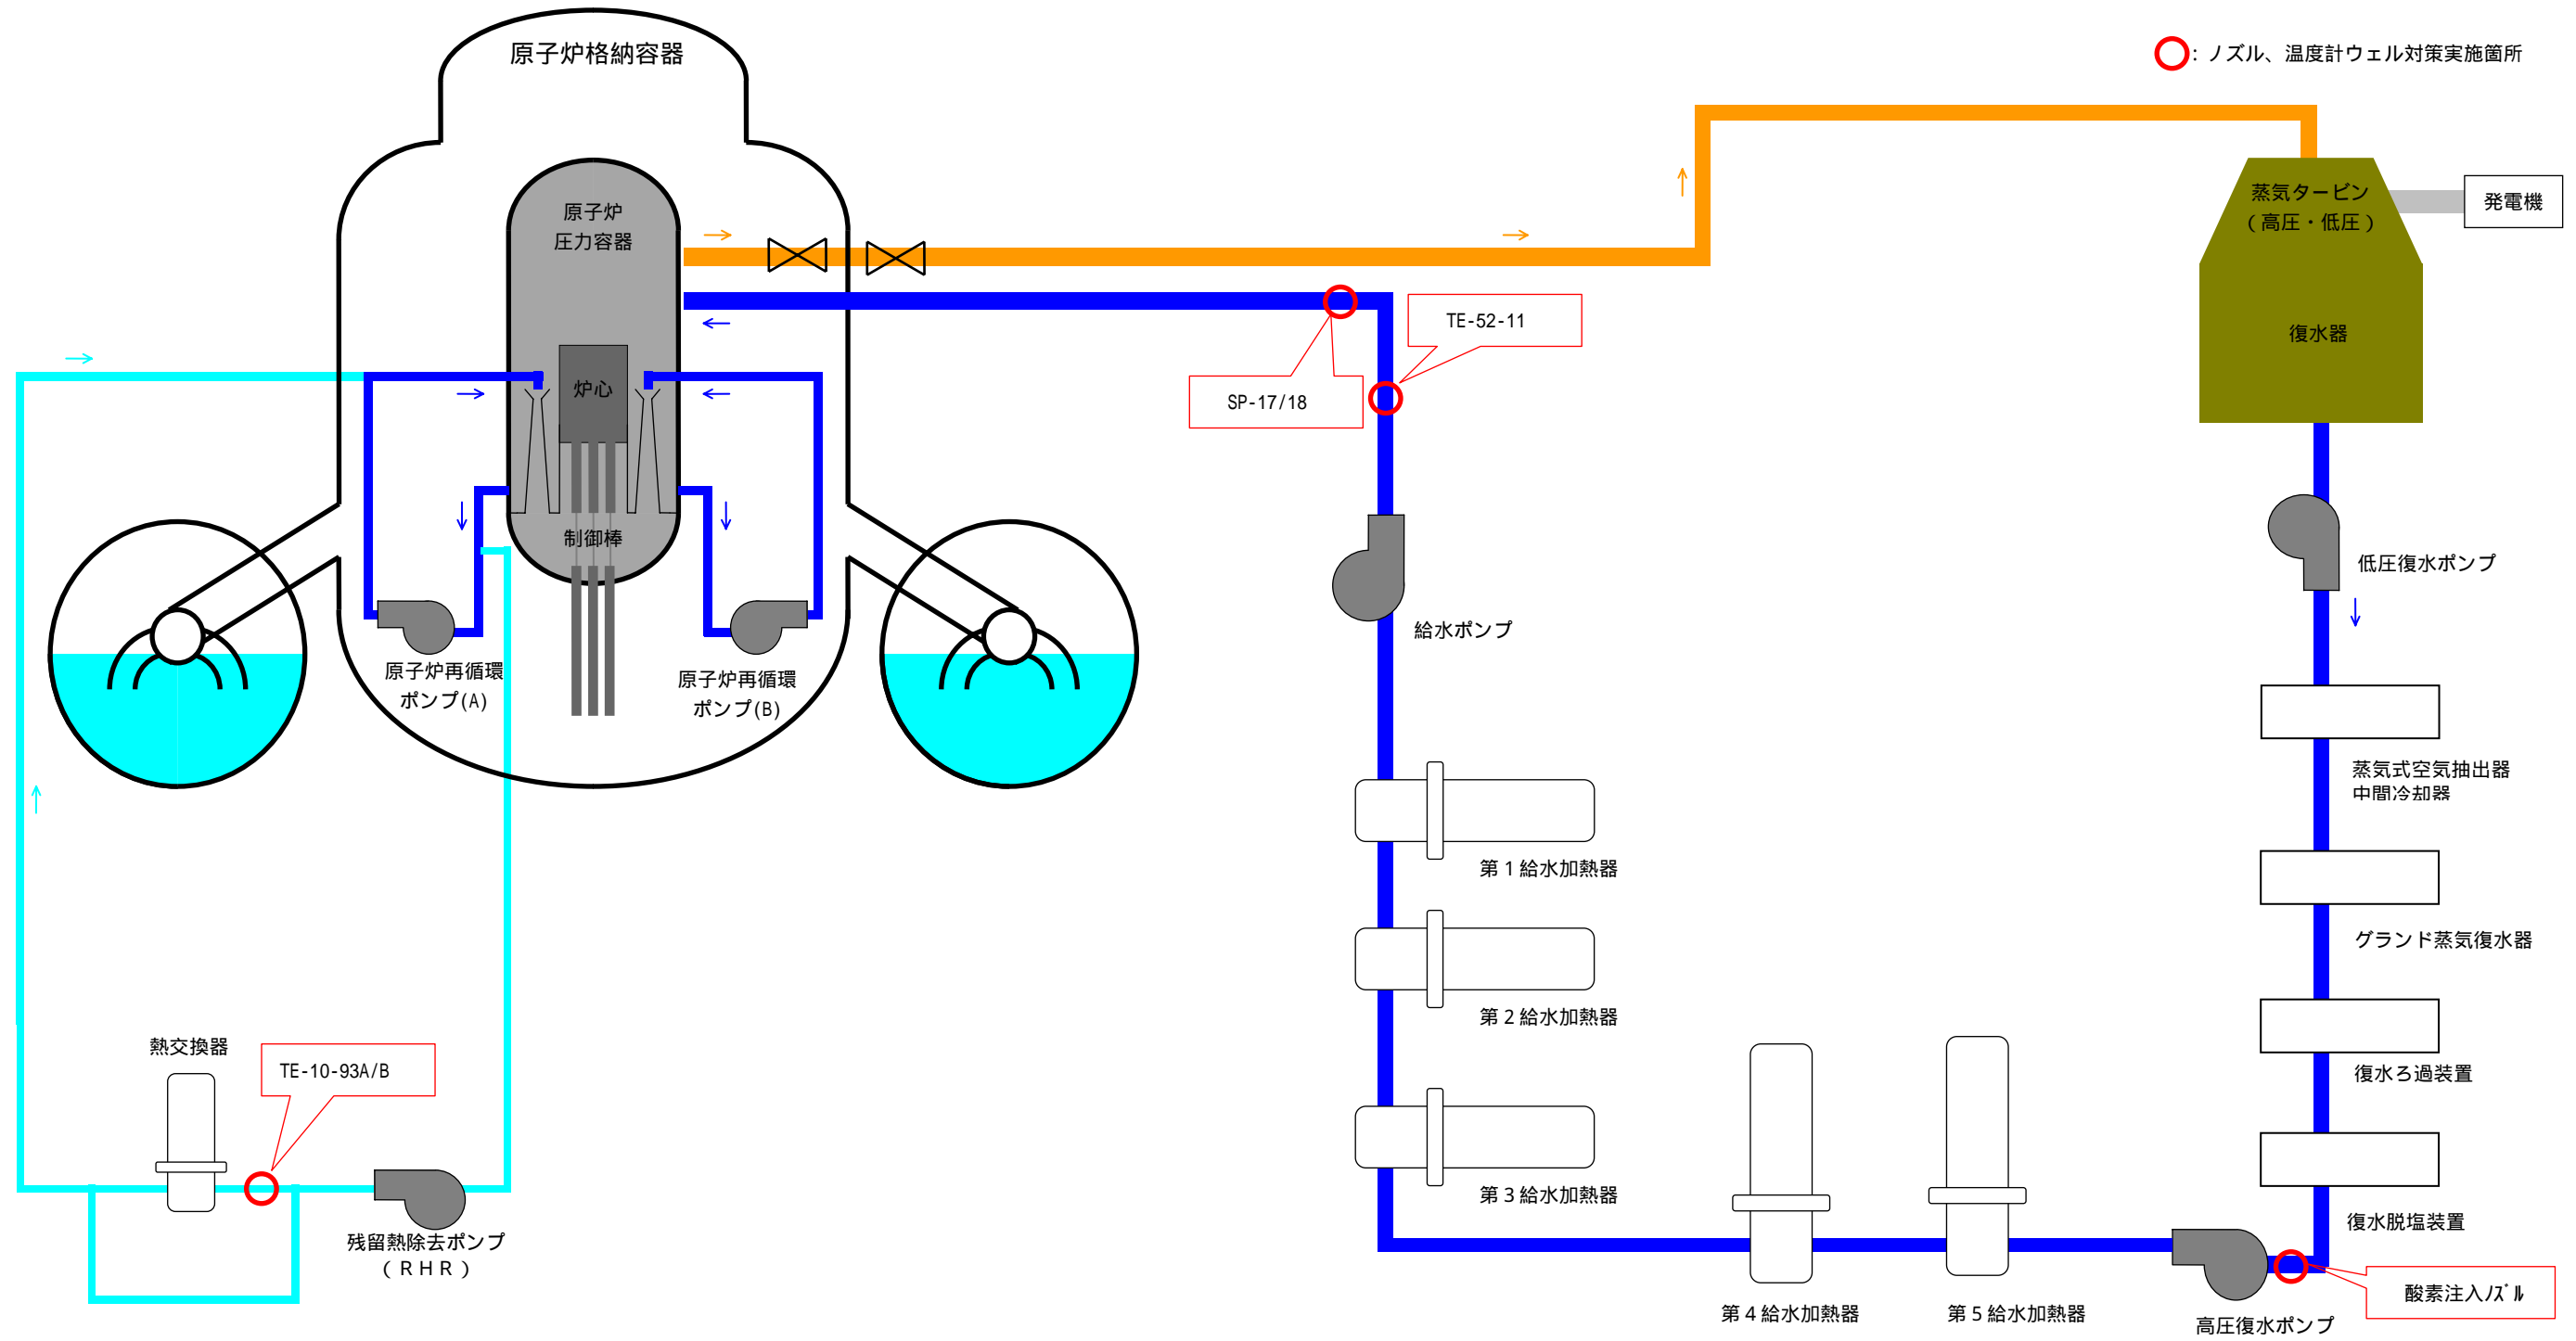 原子炉格納容器
：ノズル、温度計ウェル対策実施箇所
原子炉
圧力容器
蒸気タービン
（高圧・低圧）
発電機
復水器
TE-52-11
SP-17/18
炉心
制御棒
低圧復水ポンプ
給水ポンプ
原子炉再循環
ポンプ(A)
原子炉再循環
ポンプ(B)
蒸気式空気抽出器
中間冷却器
第１給水加熱器
グランド蒸気復水器
第２給水加熱器
熱交換器
TE-10-93A/B
復水ろ過装置
第３給水加熱器
復水脱塩装置
残留熱除去ポンプ
（ＲＨＲ）
酸素注入ﾉｽﾞﾙ
第４給水加熱器
第５給水加熱器
高圧復水ポンプ